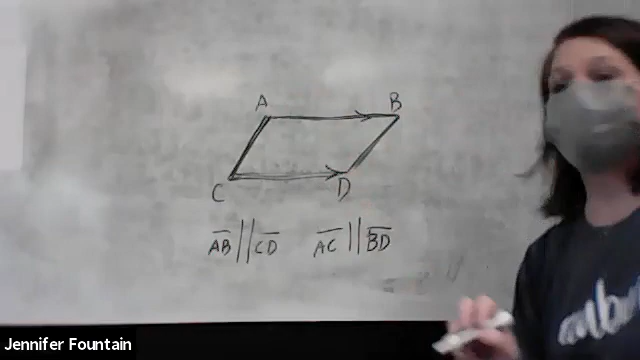 A B
C D
AB || CD AC || BD
Jennifer Fountain